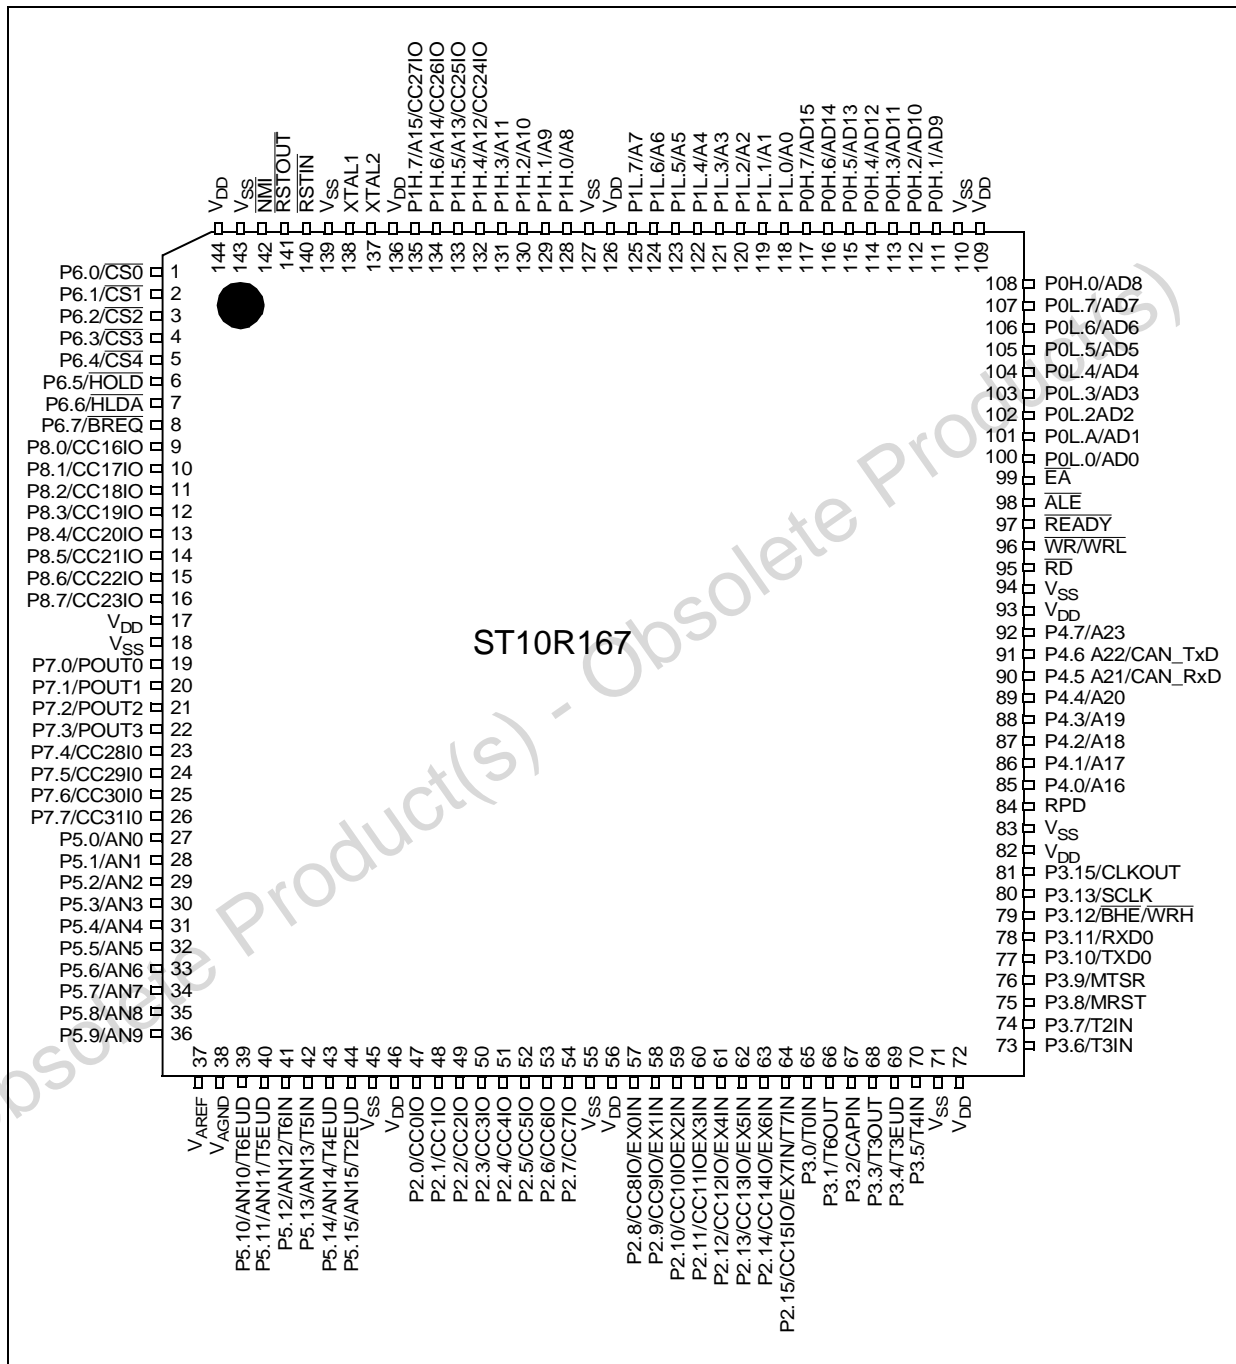 V_DD
V_SS
NMI
RSTOUT
RSTIN
V_SS
XTAL1
XTAL2
V_DD
P1H.7/A15/CC27IO
P1H.6/A14/CC26IO
P1H.5/A13/CC25IO
P1H.4/A12/CC24IO
P1H.3/A11
P1H.2/A10
P1H.1/A9
P1H.0/A8
V_SS
V_DD
P1L.7/A7
P1L.6/A6
P1L.5/A5
P1L.4/A4
P1L.3/A3
P1L.2/A2
P1L.1/A1
P1L.0/A0
P0H.7/AD15
P0H.6/AD14
P0H.5/AD13
P0H.4/AD12
P0H.3/AD11
P0H.2/AD10
P0H.1/AD9
V_SS
V_DD
144
143
142
141
140
139
138
137
136
135
134
133
132
131
130
129
128
127
126
125
124
123
122
121
120
119
118
117
116
115
114
113
112
111
110
109
P6.0/CS0 1
P6.1/CS1 2
P6.2/CS2 3
P6.3/CS3 4
P6.4/CS4 5
P6.5/HOLD 6
P6.6/HLDA 7
P6.7/BREQ 8
P8.0/CC16IO 9
P8.1/CC17IO 10
P8.2/CC18IO 11
P8.3/CC19IO 12
P8.4/CC20IO 13
P8.5/CC21IO 14
P8.6/CC22IO 15
P8.7/CC23IO 16
V_DD 17
V_SS 18
P7.0/POUT0 19
P7.1/POUT1 20
P7.2/POUT2 21
P7.3/POUT3 22
P7.4/CC28I0 23
P7.5/CC29I0 24
P7.6/CC30I0 25
P7.7/CC31I0 26
P5.0/AN0 27
P5.1/AN1 28
P5.2/AN2 29
P5.3/AN3 30
P5.4/AN4 31
P5.5/AN5 32
P5.6/AN6 33
P5.7/AN7 34
P5.8/AN8 35
P5.9/AN9 36
ST10R167
108 P0H.0/AD8
107 P0L.7/AD7
106 P0L.6/AD6
105 P0L.5/AD5
104 P0L.4/AD4
103 P0L.3/AD3
102 P0L.2AD2
101 P0L.A/AD1
100 P0L.0/AD0
99 EA
98 ALE
97 READY
96 WR/WRL
95 RD
94 V_SS
93 V_DD
92 P4.7/A23
91 P4.6 A22/CAN_TxD
90 P4.5 A21/CAN_RxD
89 P4.4/A20
88 P4.3/A19
87 P4.2/A18
86 P4.1/A17
85 P4.0/A16
84 RPD
83 V_SS
82 V_DD
81 P3.15/CLKOUT
80 P3.13/SCLK
79 P3.12/BHE/WRH
78 P3.11/RXD0
77 P3.10/TXD0
76 P3.9/MTSR
75 P3.8/MRST
74 P3.7/T2IN
73 P3.6/T3IN
37
38
39
40
41
42
43
44
45
46
47
48
49
50
51
52
53
54
55
56
57
58
59
60
61
62
63
64
65
66
67
68
69
70
71
72
V_AREF
V_AGND
P5.10/AN10/T6EUD
P5.11/AN11/T5EUD
P5.12/AN12/T6IN
P5.13/AN13/T5IN
P5.14/AN14/T4EUD
P5.15/AN15/T2EUD
V_SS
V_DD
P2.0/CC0IO
P2.1/CC1IO
P2.2/CC2IO
P2.3/CC3IO
P2.4/CC4IO
P2.5/CC5IO
P2.6/CC6IO
P2.7/CC7IO
V_SS
V_DD
P2.8/CC8IO/EX0IN
P2.9/CC9IO/EX1IN
P2.10/CC10IOEX2IN
P2.11/CC11IOEX3IN
P2.12/CC12IO/EX4IN
P2.13/CC13IO/EX5IN
P2.14/CC14IO/EX6IN
P2.15/CC15IO/EX7IN/T7IN
P3.0/T0IN
P3.1/T6OUT
P3.2/CAPIN
P3.3/T3OUT
P3.4/T3EUD
P3.5/T4IN
V_SS
V_DD
Obsolete Product(s) - Obsolete Product(s)